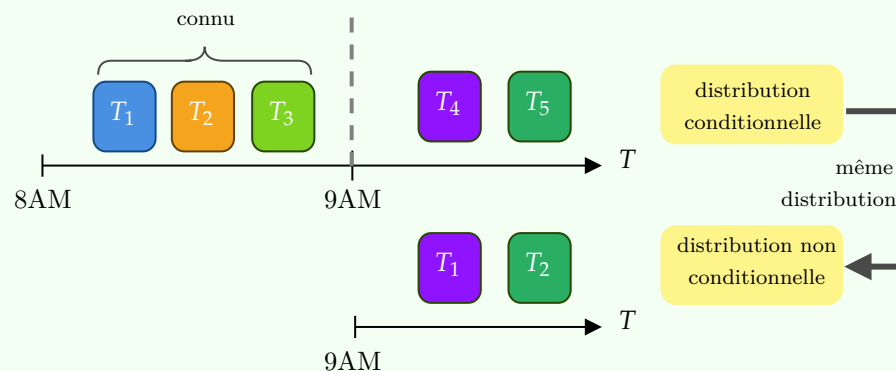 connu
T₁ T₂ T₃ T₄ T₅
distribution
conditionnelle
T
8AM 9AM
même
distribution
T₁ T₂
distribution non
conditionnelle
T
9AM